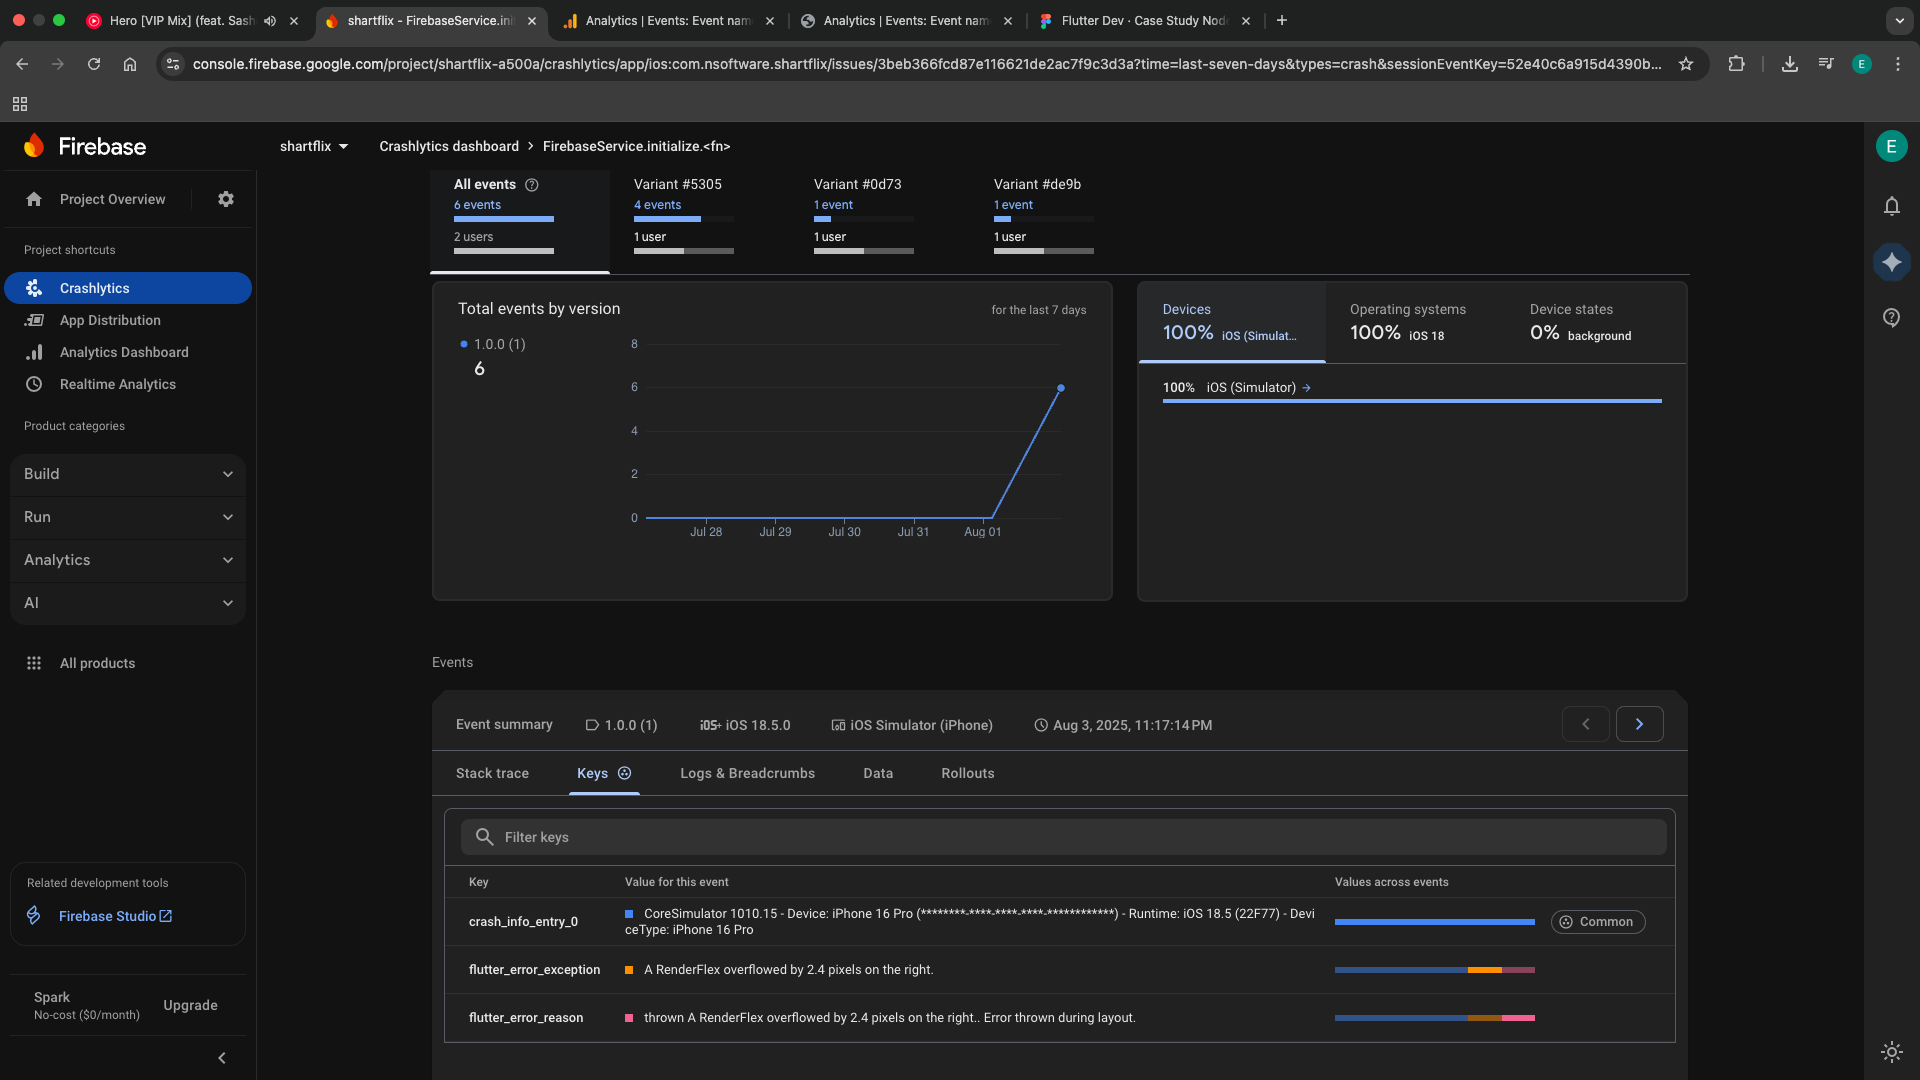 Hero [VIP Mix] (feat. Sash
shartflix - FirebaseService.ini
Analytics | Events: Event nam
Analytics | Events: Event nam
Flutter Dev · Case Study Nod
console.firebase.google.com/project/shartflix-a500a/crashlytics/app/ios:com.nsoftware.shartflix/issues/3beb366fcd87e116621de2ac7f9c3d3a?time=last-seven-days&types=crash&sessionEventKey=52e40c6a915d4390b...
E
Firebase
shartflix
Crashlytics dashboard > FirebaseService.initialize.<fn>
E
Project Overview
Project shortcuts
Crashlytics
App Distribution
Analytics Dashboard
Realtime Analytics
Product categories
Build
Run
Analytics
AI
All products
Related development tools
Firebase Studio
Spark
No-cost ($0/month)
Upgrade
All events
6 events
2 users
Variant #5305
4 events
1 user
Variant #0d73
1 event
1 user
Variant #de9b
1 event
1 user
Total events by version
for the last 7 days
1.0.0 (1)
6
8
6
4
2
0
Jul 28 Jul 29 Jul 30 Jul 31 Aug 01
Devices
100% iOS (Simulat...
Operating systems
100% iOS 18
Device states
0% background
100% iOS (Simulator)
Events
Event summary 1.0.0 (1) iOS+ iOS 18.5.0 iOS Simulator (iPhone) Aug 3, 2025, 11:17:14 PM
Stack trace Keys Logs & Breadcrumbs Data Rollouts
Filter keys
Key Value for this event Values across events
crash_info_entry_0
CoreSimulator 1010.15 - Device: iPhone 16 Pro (********-****-****-****-************) - Runtime: iOS 18.5 (22F77) - Devi
ceType: iPhone 16 Pro
Common
flutter_error_exception A RenderFlex overflowed by 2.4 pixels on the right.
flutter_error_reason thrown A RenderFlex overflowed by 2.4 pixels on the right.. Error thrown during layout.